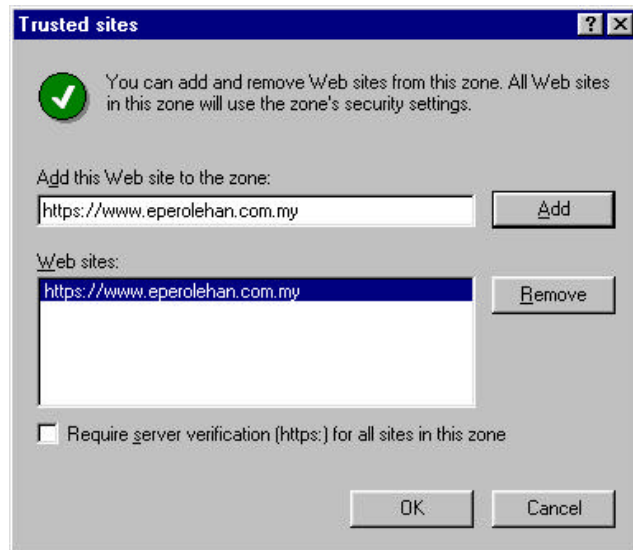 Trusted sites
You can add and remove Web sites from this zone. All Web sites
in this zone will use the zone's security settings.
Add this Web site to the zone:
https://www.eperolehan.com.my
Add
Web sites:
https://www.eperolehan.com.my
Remove
Require server verification (https:) for all sites in this zone
OK
Cancel